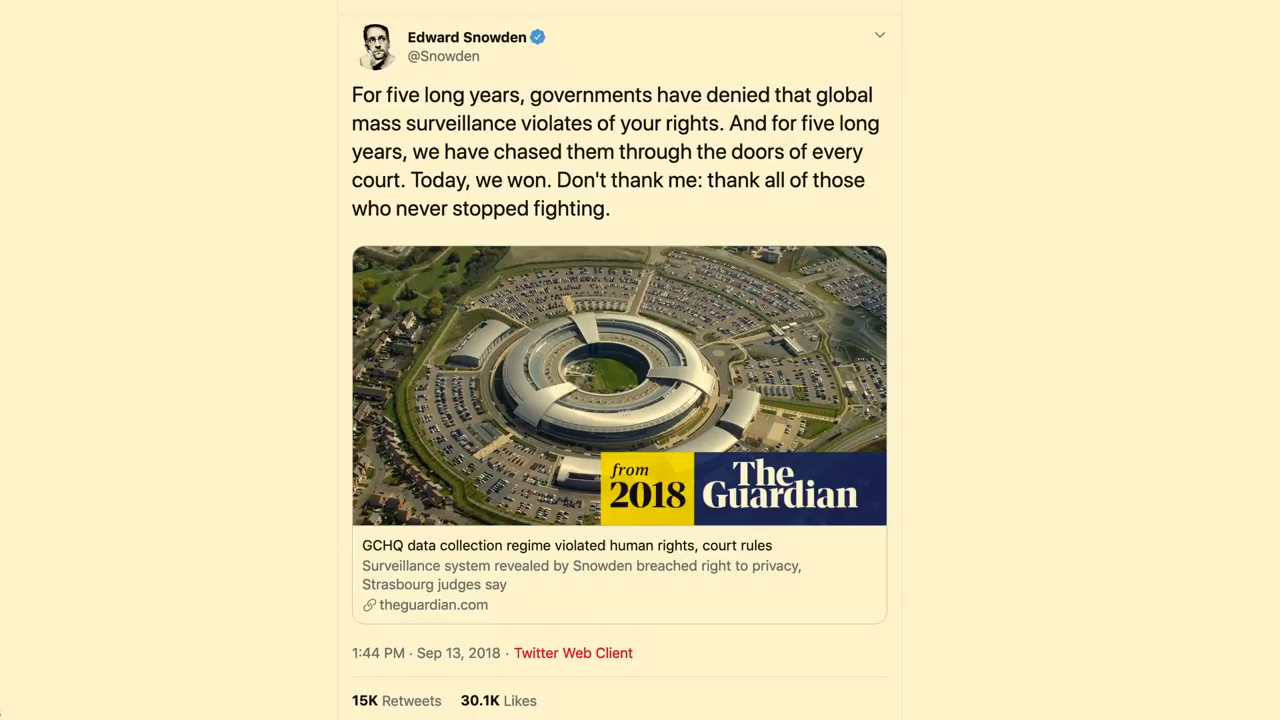 Edward Snowden
@Snowden
For five long years, governments have denied that global
mass surveillance violates of your rights. And for five long
years, we have chased them through the doors of every
court. Today, we won. Don't thank me: thank all of those
who never stopped fighting.
from
2018
The
Guardian
GCHQ data collection regime violated human rights, court rules
Surveillance system revealed by Snowden breached right to privacy,
Strasbourg judges say
theguardian.com
1:44 PM · Sep 13, 2018 · Twitter Web Client
15K Retweets 30.1K Likes